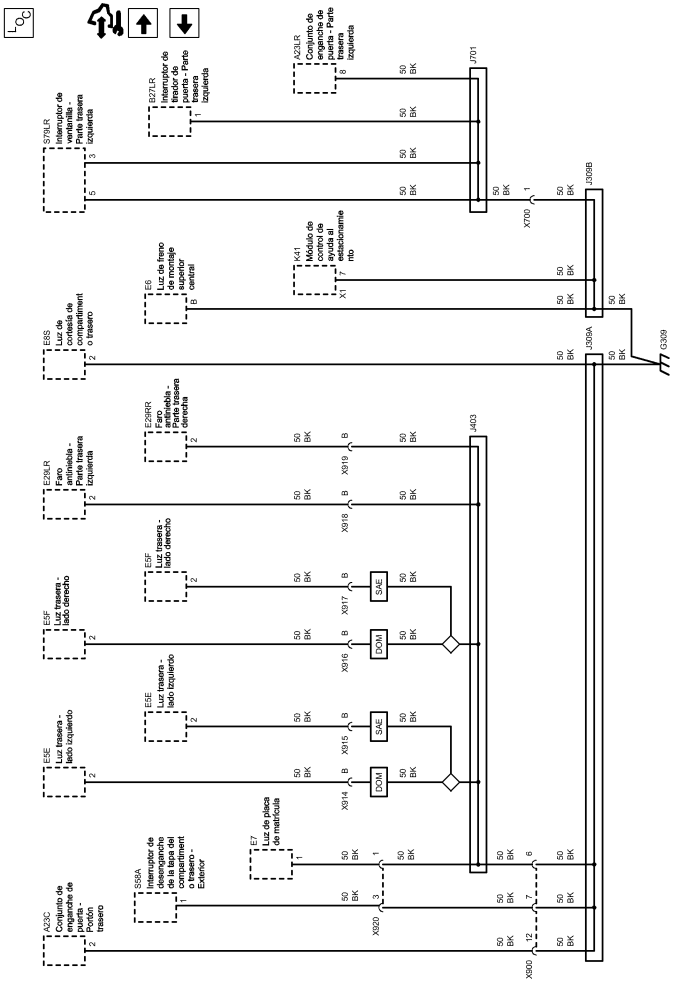 LOC
A23C
Conjunto de
enganche de
puerta -
Portón
trasero
2
50
BK
X900
12
50
BK
S58A
Interruptor de
desenganche
de la tapa del
compartiment
o trasero -
Exterior
1
50
BK
X920
3
50
BK
7
50
BK
E7
Luz de placa
de matrícula
1
50
BK
1
50
BK
50
BK
6
50
BK
E5E
Luz trasera -
lado izquierdo
2
50
BK
X914
B
DOM
50
BK
E5E
Luz trasera -
lado izquierdo
2
50
BK
X915
B
SAE
50
BK
E5F
Luz trasera -
lado derecho
2
50
BK
X916
B
DOM
50
BK
E5F
Luz trasera -
lado derecho
2
50
BK
X917
B
SAE
50
BK
E29LR
Faro
antiniebla -
Parte trasera
izquierda
2
50
BK
X918
B
50
BK
E29RR
Faro
antiniebla -
Parte trasera
derecha
2
50
BK
X919
B
50
BK
J403
E8S
Luz de
cortesía de
compartiment
o trasero
2
50
BK
J309A
50
BK
G309
E6
Luz de freno
de montaje
superior
central
B
50
BK
K41
Módulo de
control de
ayuda al
estacionamie
nto
X1
7
50
BK
J309B
50
BK
S79LR
Interruptor de
ventanilla -
Parte trasera
izquierda
5
3
50
BK
50
BK
B27LR
Interruptor de
tirador de
puerta - Parte
trasera
izquierda
1
50
BK
A23LR
Conjunto de
enganche de
puerta - Parte
trasera
izquierda
8
50
BK
J701
50
BK
X700
1
50
BK